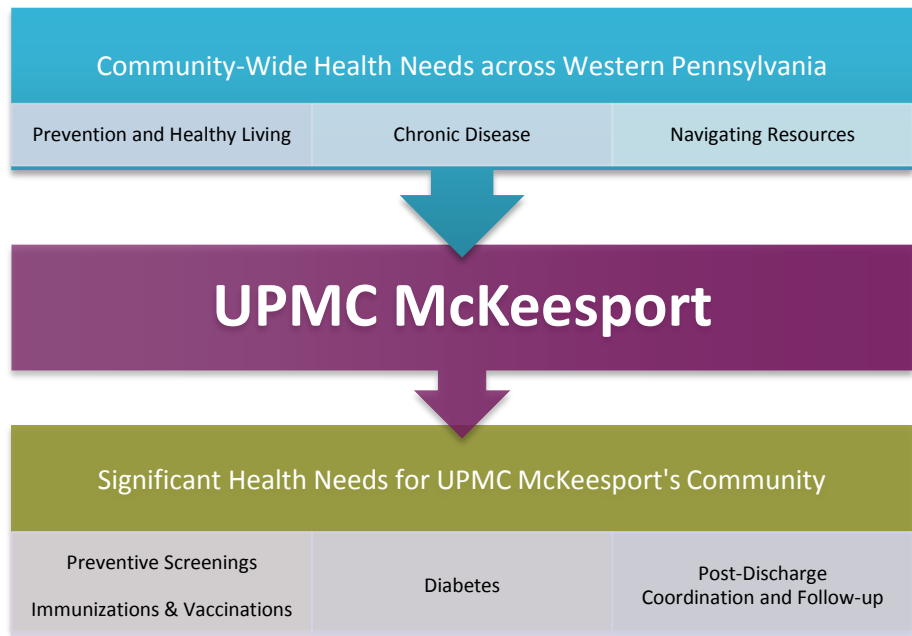 Community-Wide Health Needs across Western Pennsylvania
Prevention and Healthy Living
Chronic Disease
Navigating Resources
UPMC McKeesport
Significant Health Needs for UPMC McKeesport's Community
Preventive Screenings
Immunizations & Vaccinations
Diabetes
Post-Discharge
Coordination and Follow-up